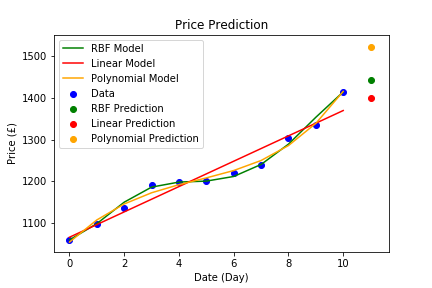 Price Prediction
RBF Model
Linear Model
Polynomial Model
Data
RBF Prediction
Linear Prediction
Polynomial Prediction
1500
1400
1300
1200
1100
Price (£)
0 2 4 6 8 10
Date (Day)